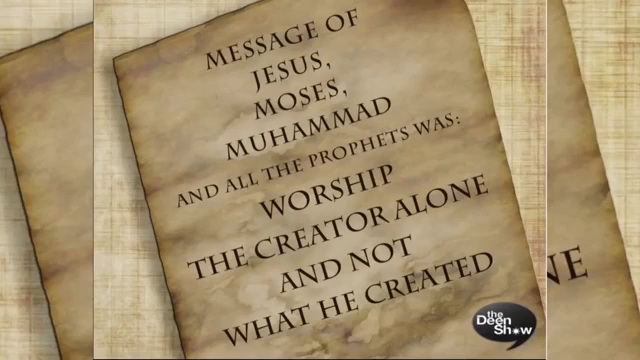 MESSAGE OF
JESUS,
MOSES,
MUHAMMAD
AND ALL THE PROPHETS WAS:
WORSHIP
THE CREATOR ALONE
AND NOT
WHAT HE CREATED
the
Deen
Show
NE